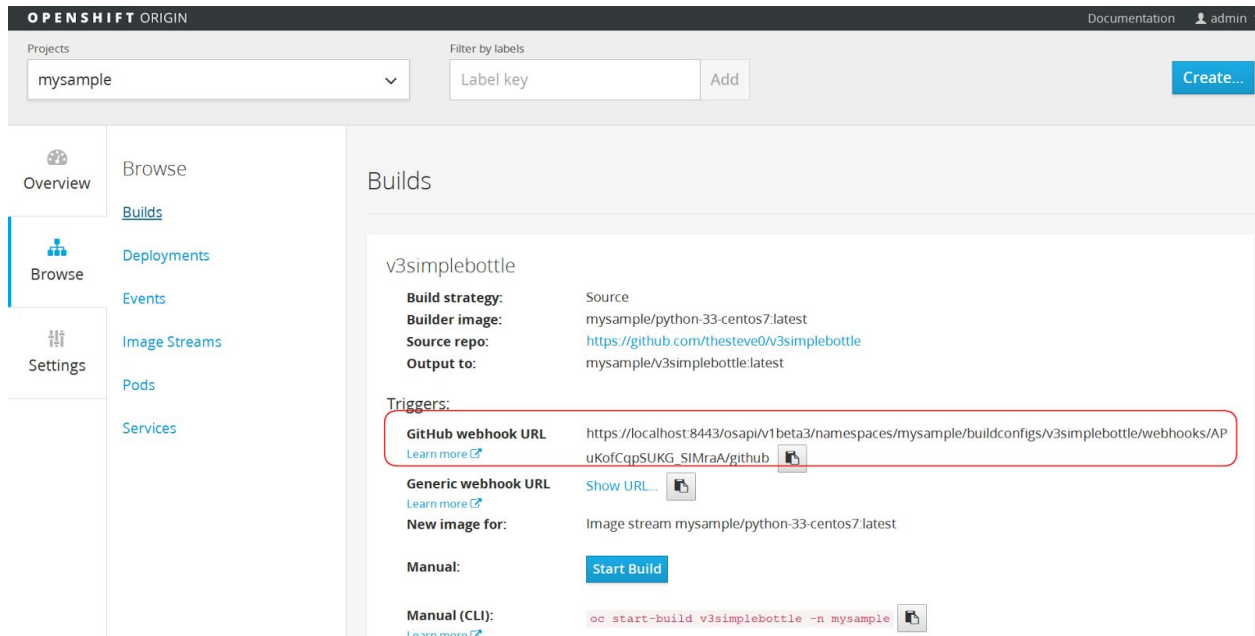 OPENSHIFT ORIGIN
Documentation admin
Projects
Filter by labels
mysample
Label key
Add
Create...
Overview
Browse
Settings
Browse
Builds
Deployments
Events
Image Streams
Pods
Services
Builds
v3simplebottle
Build strategy: Source
Builder image: mysample/python-33-centos7:latest
Source repo: https://github.com/thesteve0/v3simplebottle
Output to: mysample/v3simplebottle:latest
Triggers:
GitHub webhook URL https://localhost:8443/osapi/v1beta3/namespaces/mysample/buildconfigs/v3simplebottle/webhooks/AP
Learn more uKofCqpSUKG_SIMraA/github
Generic webhook URL Show URL...
Learn more
New image for: Image stream mysample/python-33-centos7:latest
Manual: Start Build
Manual (CLI): oc start-build v3simplebottle -n mysample
Learn more